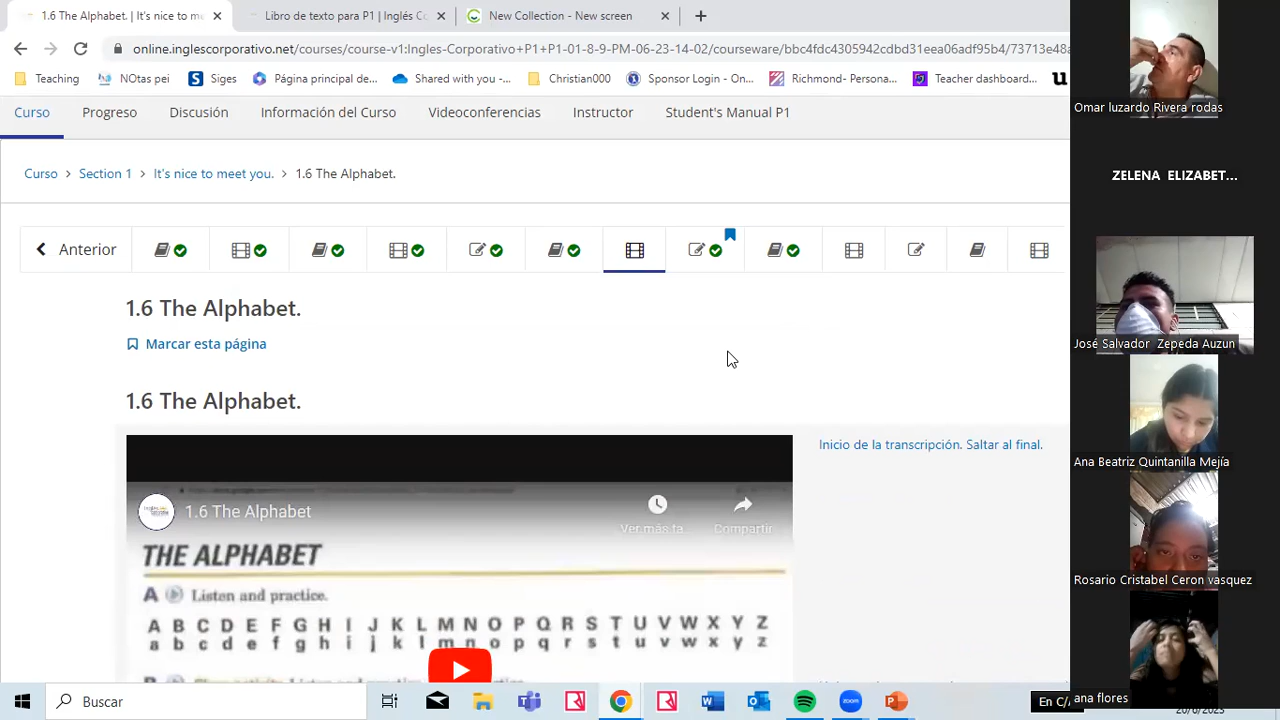 1.6 The Alphabet. | It's nice to m
Libro de texto para P1 | Inglés Co
New Collection - New screen
online.inglescorporativo.net/courses/course-v1:Ingles-Corporativo+P1+P1-01-8-9-PM-06-23-14-02/courseware/bbc4fdc4305942cdbd31eea06adf95b4/73713e48a
Teaching
NOtas pei
Siges
Página principal de...
Shared with you -...
Christian000
Sponsor Login - On...
Richmond- Persona...
Teacher dashboard...
Curso
Progreso
Discusión
Información del Curso
Videoconferencias
Instructor
Student's Manual P1
Curso > Section 1 > It's nice to meet you. > 1.6 The Alphabet.
Anterior
1.6 The Alphabet.
Marcar esta página
1.6 The Alphabet.
Inicio de la transcripción. Saltar al final.
1.6 The Alphabet
Ver más ta
Compartir
THE ALPHABET
A Listen and practice.
A B C D E F G H I J K L M N O P Q R S T U V W X Y Z
a b c d e f g h i j k l m n o p q r s t u v w x y z
Buscar
En C/
20/6/2023
Omar luzardo Rivera rodas
ZELENA ELIZABET...
José Salvador Zepeda Auzun
Ana Beatriz Quintanilla Mejía
Rosario Cristabel Ceron vasquez
ana flores